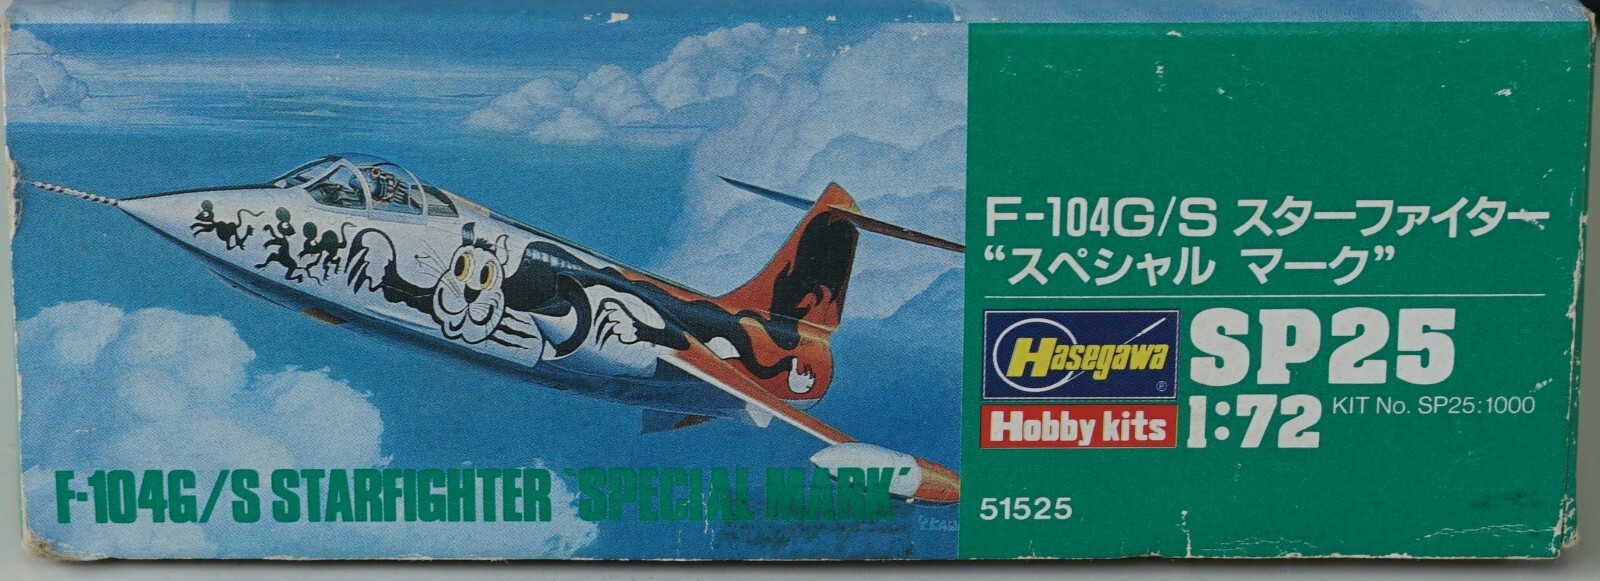 F-104G/S STARFIGHTER 'SPECIAL MARK'
F-104G/S スターファイター
“スペシャル マーク”
Hasegawa ®
Hobby kits
SP25
1:72
KIT No. SP25:1000
51525